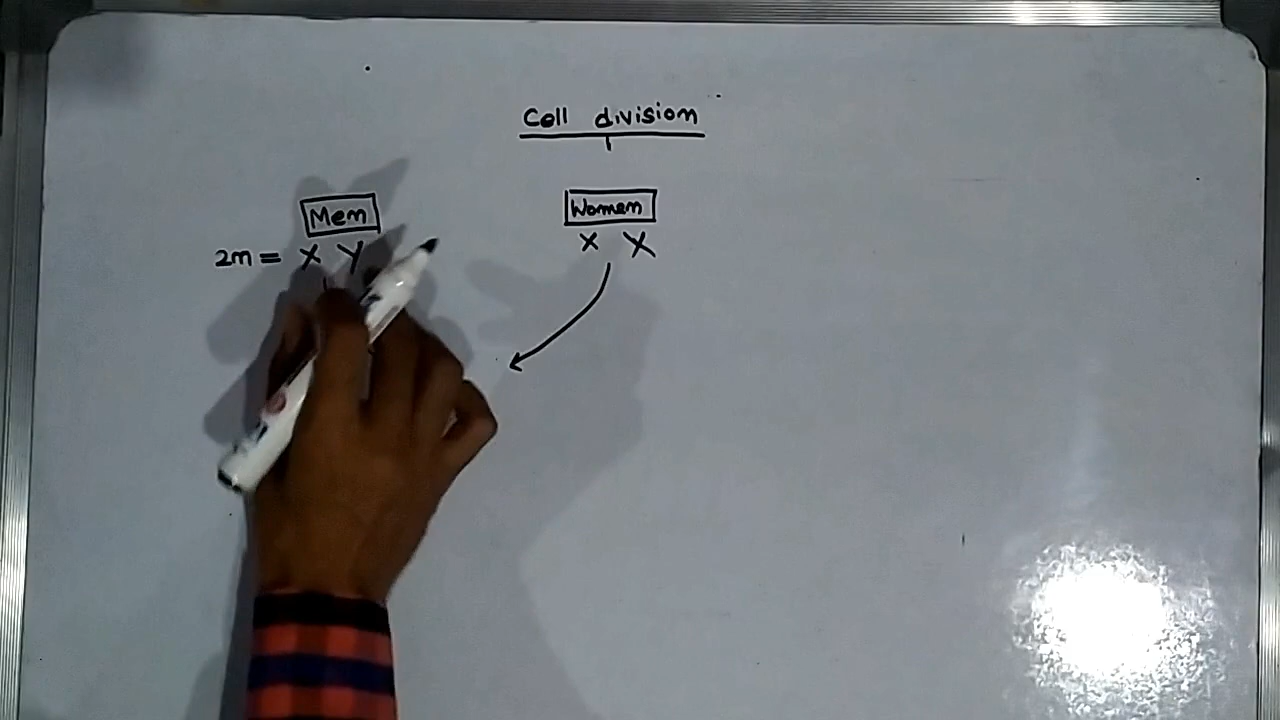 Cell division
Men
Women
2m = X Y
X X